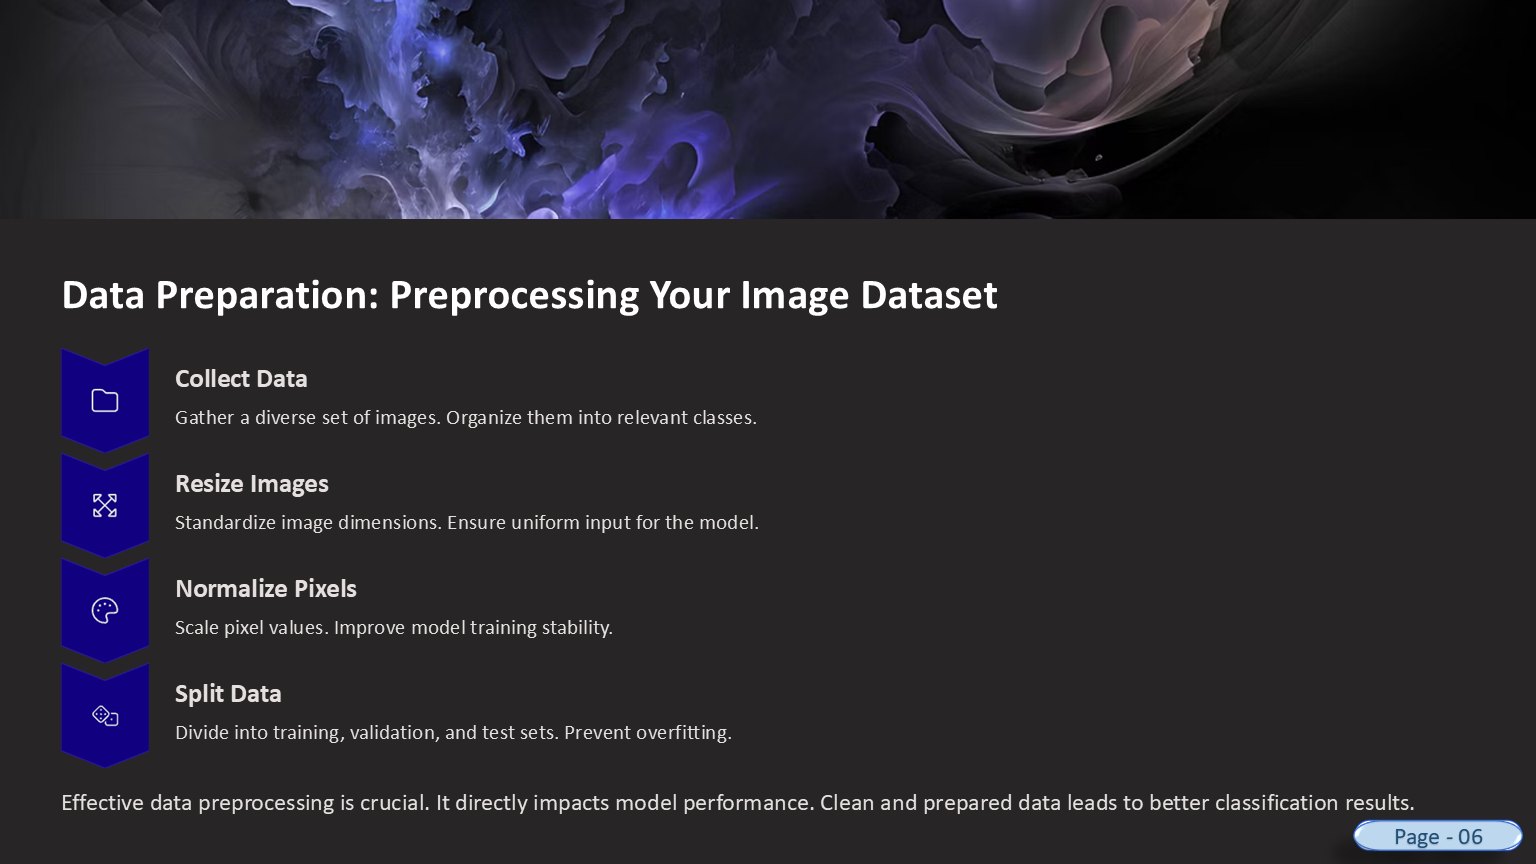 Data Preparation: Preprocessing Your Image Dataset
Collect Data
Gather a diverse set of images. Organize them into relevant classes.
Resize Images
Standardize image dimensions. Ensure uniform input for the model.
Normalize Pixels
Scale pixel values. Improve model training stability.
Split Data
Divide into training, validation, and test sets. Prevent overfitting.
Effective data preprocessing is crucial. It directly impacts model performance. Clean and prepared data leads to better classification results.
Page - 06